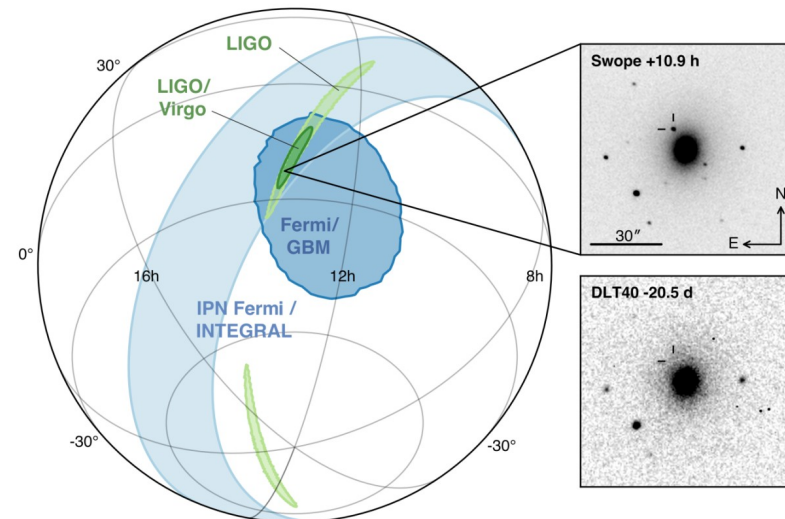 LIGO
30°
LIGO/
Virgo
Fermi/
GBM
0°
16h
12h
8h
IPN Fermi /
INTEGRAL
-30°
-30°
Swope +10.9 h
N
30″
E
DLT40 -20.5 d